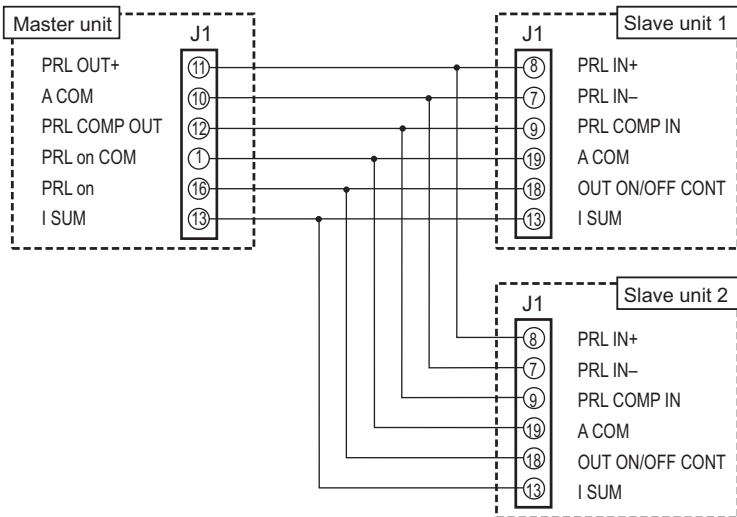 Master unit
J1
PRL OUT+ 11
A COM 10
PRL COMP OUT 12
PRL on COM 1
PRL on 16
I SUM 13
Slave unit 1
J1
8 PRL IN+
7 PRL IN–
9 PRL COMP IN
19 A COM
18 OUT ON/OFF CONT
13 I SUM
Slave unit 2
J1
8 PRL IN+
7 PRL IN–
9 PRL COMP IN
19 A COM
18 OUT ON/OFF CONT
13 I SUM